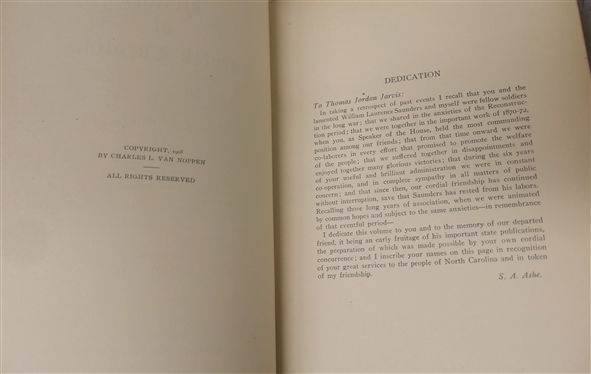 COPYRIGHT, 1908
BY CHARLES L. VAN NOPPEN
ALL RIGHTS RESERVED
DEDICATION
To Thomas Jordan Jarvis:
In taking a retrospect of past events I recall that you and the
lamented William Laurence Saunders and myself were fellow soldiers
in the long war; that we shared in the anxieties of the Reconstruc-
tion period; that we were together in the important work of 1870-72,
when you, as Speaker of the House, held the most commanding
position among our friends; that from that time onward we were
co-laborers in every effort that promised to promote the welfare
of the people; that we suffered together in disappointments and
enjoyed together many glorious victories; that during the six years
of your useful and brilliant administration we were in constant
co-operation, and in complete sympathy in all matters of public
concern; and that since then, our cordial friendship has continued
without interruption, save that Saunders has rested from his labors.
Recalling those long years of association, when we were animated
by common hopes and subject to the same anxieties—in remembrance
of that eventful period—
I dedicate this volume to you and to the memory of our departed
friend, it being an early fruitage of his important state publications,
the preparation of which was made possible by your own cordial
concurrence; and I inscribe your names on this page in recognition
of your great services to the people of North Carolina and in token
of my friendship.
S. A. Ashe.